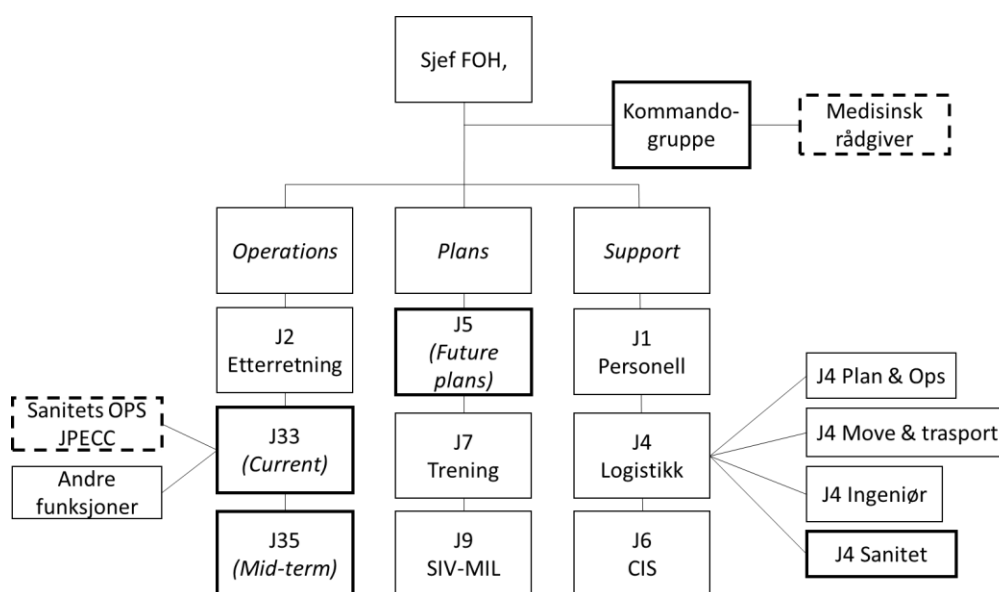 Sjef FOH,
Kommando-
gruppe
Medisinsk
rådgiver
Operations
Plans
Support
J2
Etterretning
J5
(Future
plans)
J1
Personell
Sanitets OPS
JPECC
Andre
funksjoner
J33
(Current)
J7
Trening
J4
Logistikk
J4 Plan & Ops
J4 Move & trasport
J4 Ingeniør
J4 Sanitet
J35
(Mid-term)
J9
SIV-MIL
J6
CIS